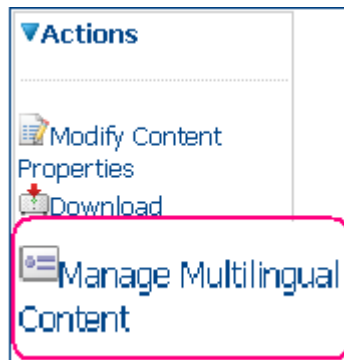 Actions
Modify Content
Properties
Download
Manage Multilingual
Content